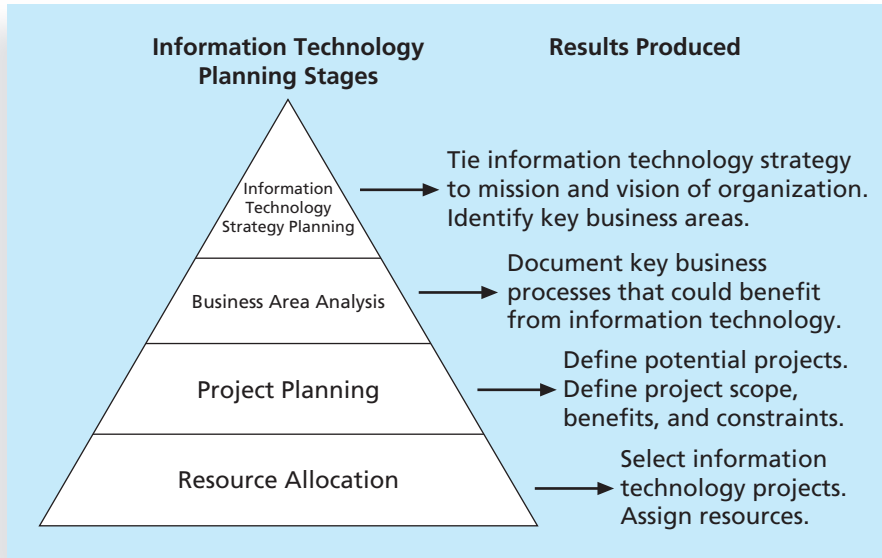 Information Technology
Planning Stages
Results Produced
Information
Technology
Strategy Planning
Tie information technology strategy
to mission and vision of organization.
Identify key business areas.
Business Area Analysis
Document key business
processes that could benefit
from information technology.
Project Planning
Define potential projects.
Define project scope,
benefits, and constraints.
Resource Allocation
Select information
technology projects.
Assign resources.